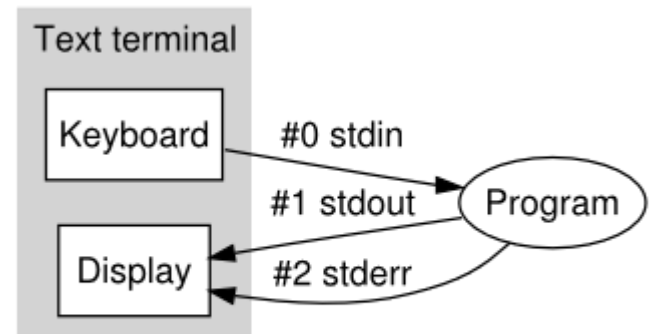 Text terminal
Keyboard
#0 stdin
#1 stdout
Program
Display
#2 stderr